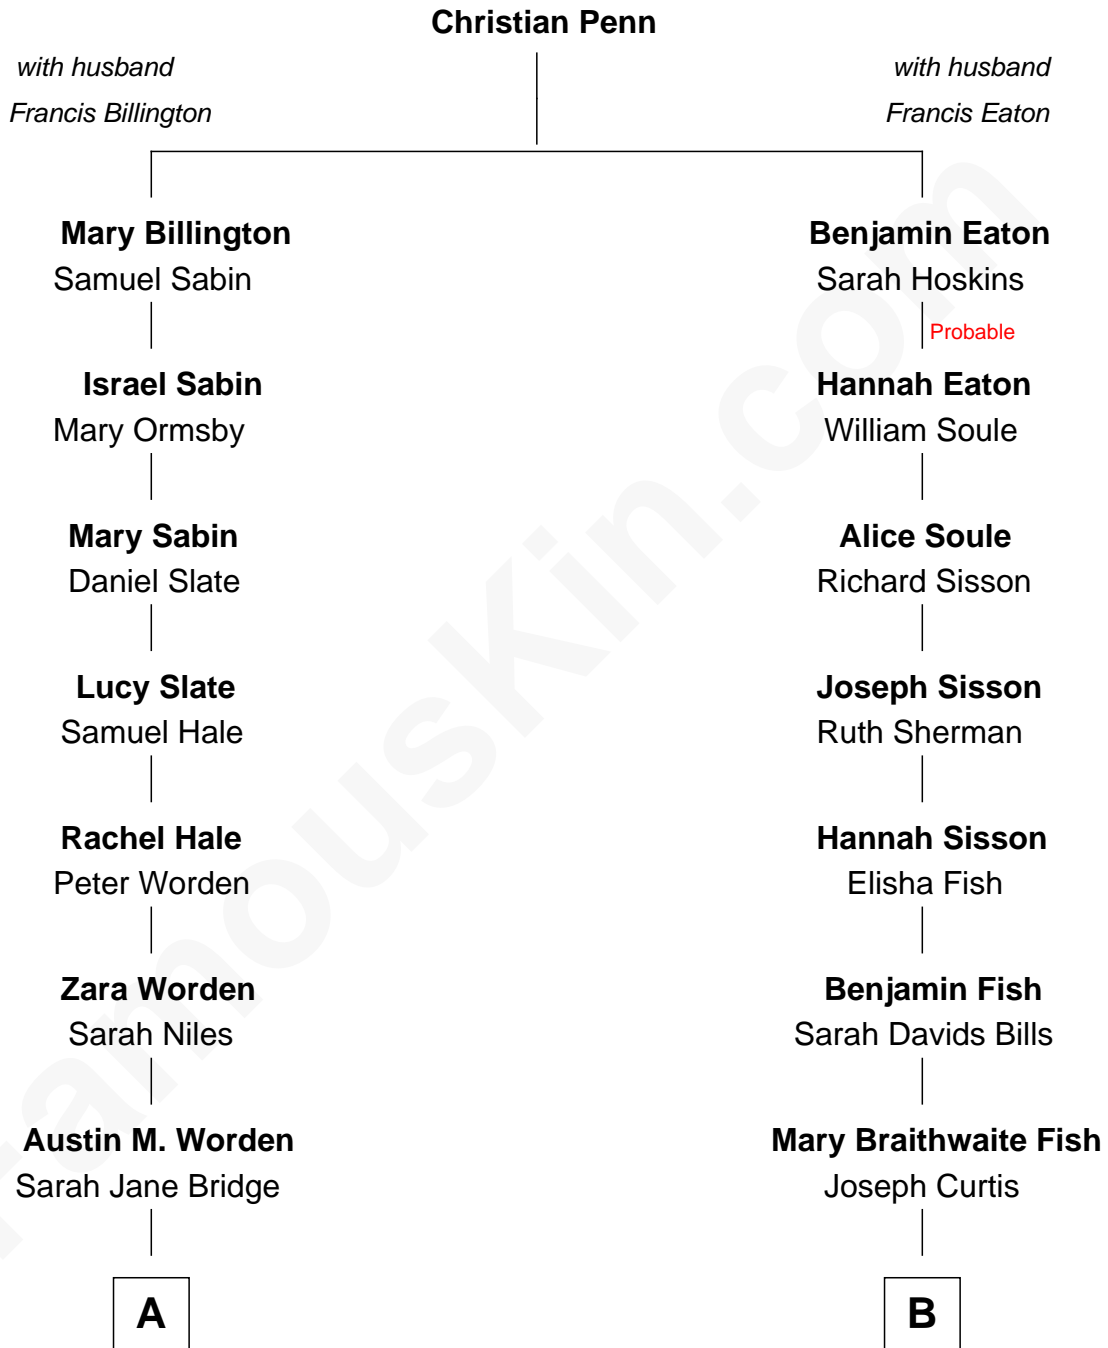 Christian Penn
with husband
Francis Billington
with husband
Francis Eaton
Mary Billington
Samuel Sabin
Benjamin Eaton
Sarah Hoskins
Probable
Israel Sabin
Mary Ormsby
Hannah Eaton
William Soule
Mary Sabin
Daniel Slate
Alice Soule
Richard Sisson
Lucy Slate
Samuel Hale
Joseph Sisson
Ruth Sherman
Rachel Hale
Peter Worden
Hannah Sisson
Elisha Fish
Zara Worden
Sarah Niles
Benjamin Fish
Sarah Davids Bills
Austin M. Worden
Sarah Jane Bridge
Mary Braithwaite Fish
Joseph Curtis
A
B
FamousKin.com